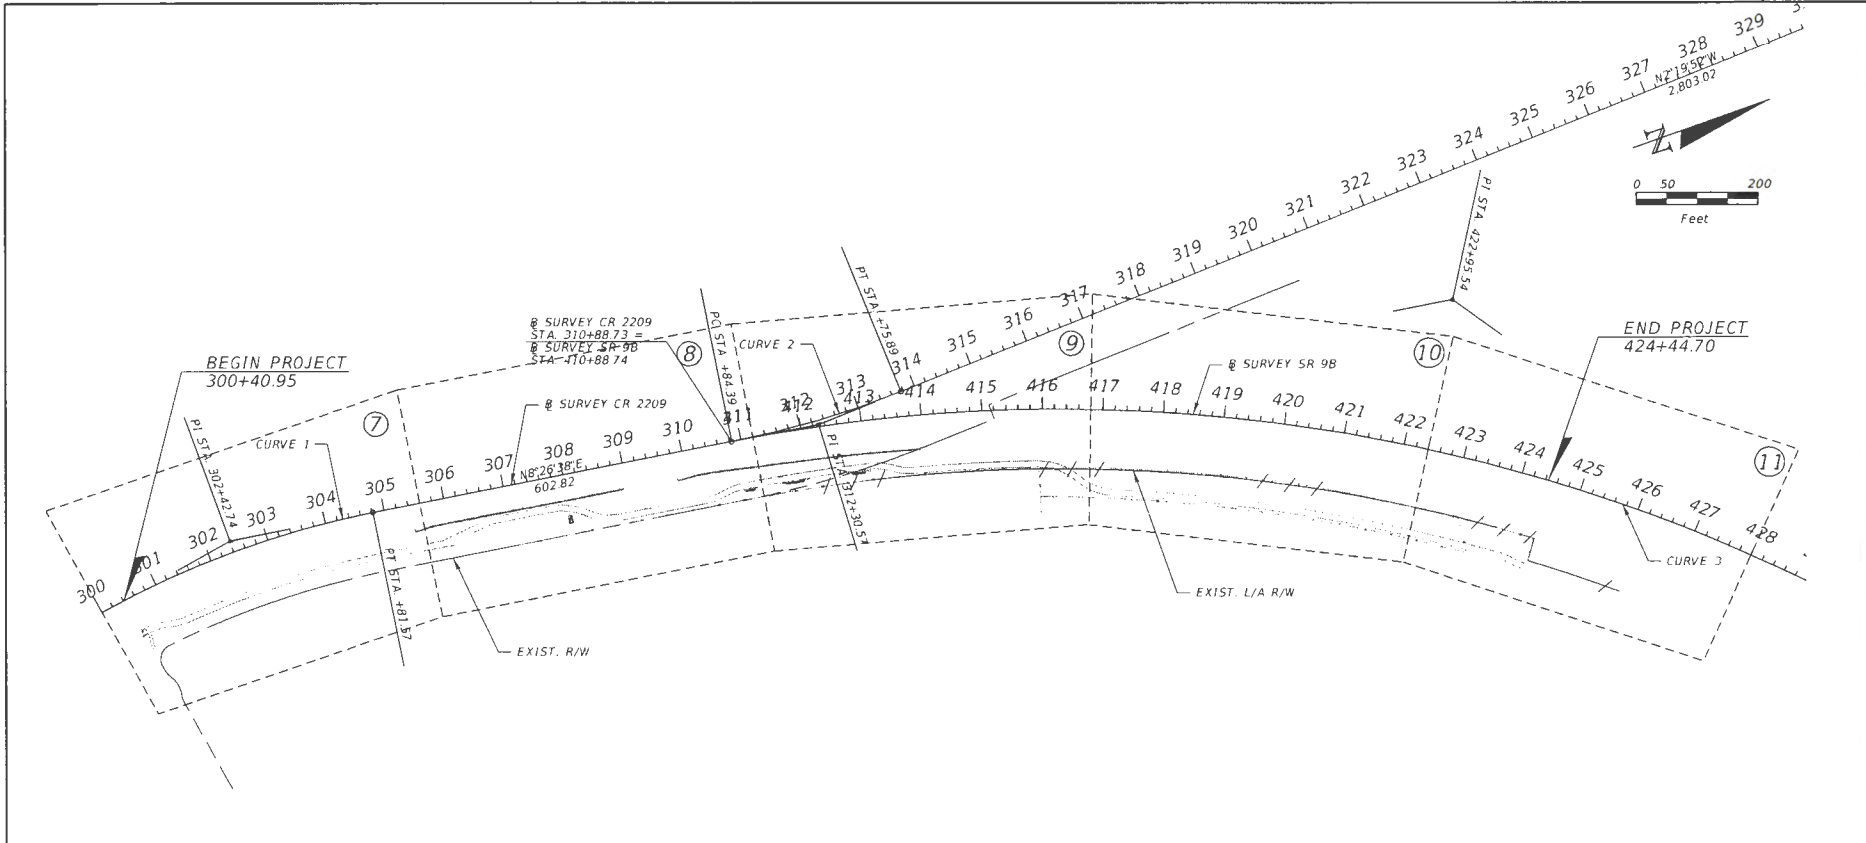 BEGIN PROJECT
300+40.95
PI STA. 302+42.74
CURVE 1
300
301
302
303
304
305
306
307
308
309
310
311
312
313
314
315
316
317
318
319
320
321
322
323
324
325
326
327
328
329
N2°19'52"W
2,803.02
Z
0 50 200
Feet
7
℄ SURVEY CR 2209
N8°26'38"E
602.82
PT STA. +81.57
EXIST. R/W
℄ SURVEY CR 2209
STA. 310+88.73 =
℄ SURVEY SR 9B
STA. 410+88.74
8
PC STA. +84.39
CURVE 2
PT STA. +75.89
PI STA. 312+30.57
412
413
414
415
416
417
418
419
420
421
422
423
424
425
426
427
428
9
℄ SURVEY SR 9B
10
PI STA. 422+95.54
END PROJECT
424+44.70
11
CURVE 3
EXIST. L/A R/W